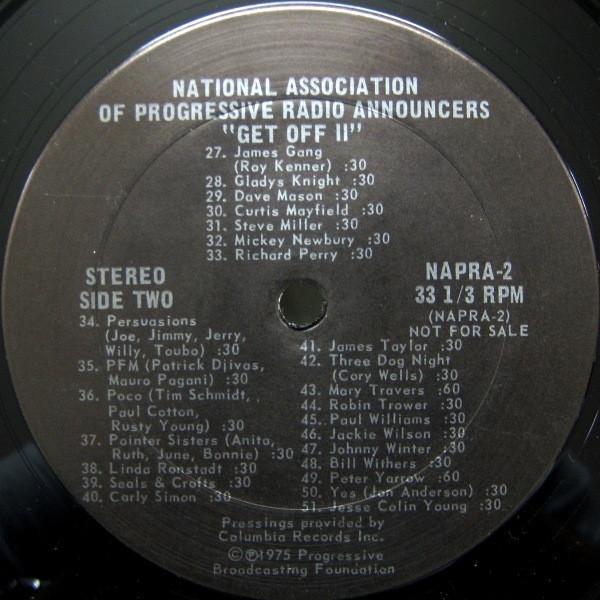 NATIONAL ASSOCIATION
OF PROGRESSIVE RADIO ANNOUNCERS
"GET OFF II"
27. James Gang
(Roy Kenner) :30
28. Gladys Knight :30
29. Dave Mason :30
30. Curtis Mayfield :30
31. Steve Miller :30
32. Mickey Newbury :30
33. Richard Perry :30
STEREO
SIDE TWO
NAPRA-2
33 1/3 RPM
(NAPRA-2)
NOT FOR SALE
34. Persuasions
(Joe, Jimmy, Jerry,
Willy, Toubo) :30
35. PFM (Patrick Djivas,
Mauro Pagani) :30
36. Poco (Tim Schmidt,
Paul Cotton,
Rusty Young) :30
37. Pointer Sisters (Anita,
Ruth, June, Bonnie) :30
38. Linda Ronstadt :30
39. Seals & Crofts :30
40. Carly Simon :30
41. James Taylor :30
42. Three Dog Night
(Cory Wells) :30
43. Mary Travers :60
44. Robin Trower :30
45. Paul Williams :30
46. Jackie Wilson :30
47. Johnny Winter :30
48. Bill Withers :30
49. Peter Yarrow :60
50. Yes (Jon Anderson) :30
51. Jesse Colin Young :30
Pressings provided by
Columbia Records Inc.
©℗1975 Progressive
Broadcasting Foundation